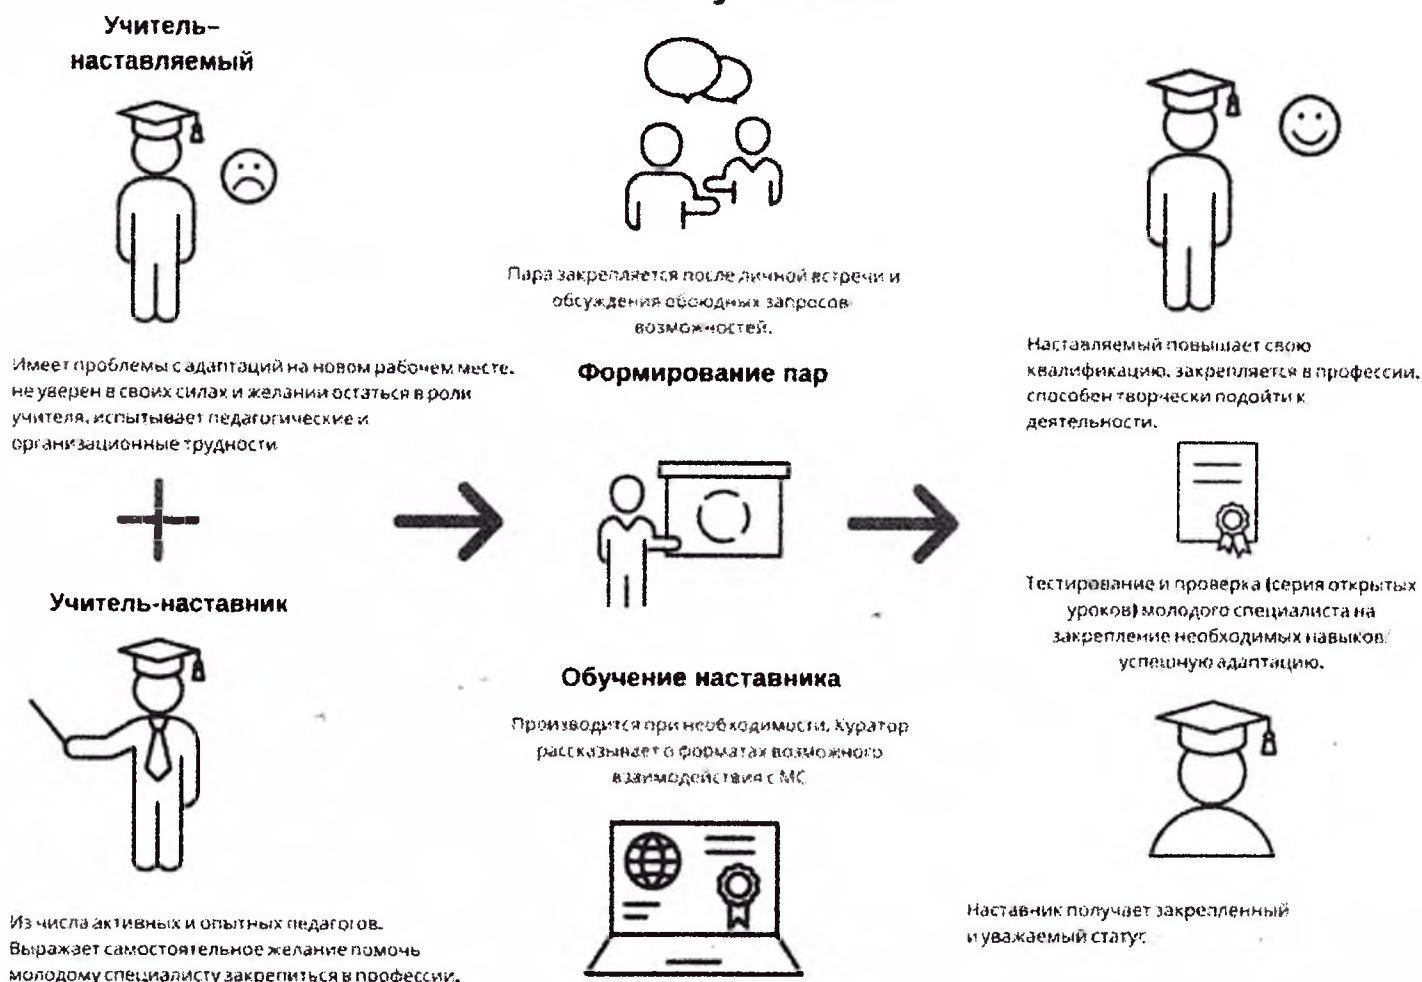 Учитель–
наставляемый
Имеет проблемы с адаптаций на новом рабочем месте,
не уверен в своих силах и желании остаться в роли
учителя, испытывает педагогические и
организационные трудности
Учитель-наставник
Из числа активных и опытных педагогов.
Выражает самостоятельное желание помочь
молодому специалисту закрепиться в профессии.
Пара закрепляется после личной встречи и
обсуждения обоюдных запросов
возможностей.
Формирование пар
Обучение наставника
Производится при необходимости. Куратор
рассказывает о форматах возможного
взаимодействия с МС
Наставляемый повышает свою
квалификацию, закрепляется в профессии,
способен творчески подойти к
деятельности.
Тестирование и проверка (серия открытых
уроков) молодого специалиста на
закрепление необходимых навыков/
успешную адаптацию.
Наставник получает закрепленный
и уважаемый статут